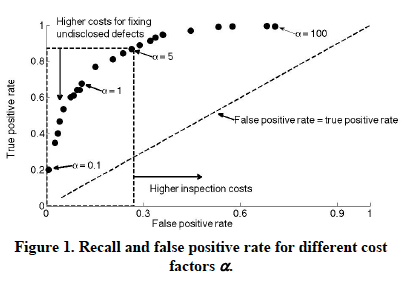 Higher costs for fixing
undisclosed defects
1
0.8
0.6
0.4
0.2
0
True positive rate
α = 100
α = 5
α = 1
α = 0.1
False positive rate = true positive rate
Higher inspection costs
0 0.3 0.6 0.9 1
False positive rate
Figure 1. Recall and false positive rate for different cost
factors α.